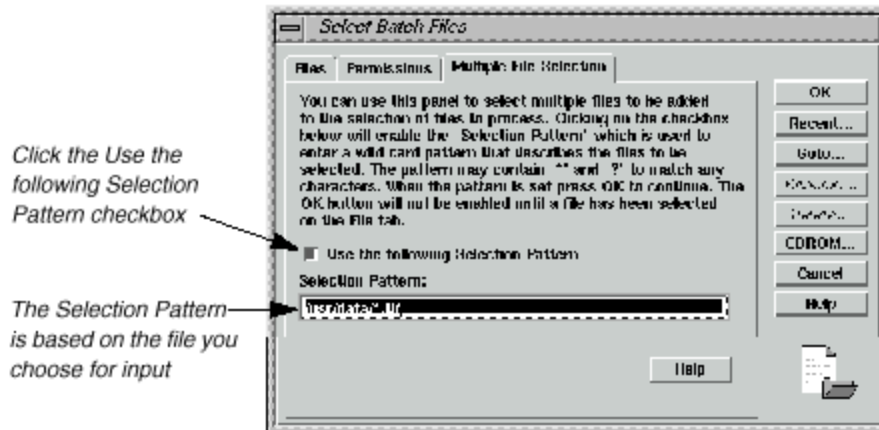 Select Batch Files
Files Permissions Multiple File Selection
You can use this panel to select multiple files to be added
to the selection of files to process. Clicking on the checkbox
below will enable the 'Selection Pattern' which is used to
enter a wild card pattern that describes the files to be
selected. The pattern may contain '*' and '?' to match any
characters. When the pattern is set press OK to continue. The
OK button will not be enabled until a file has been selected
on the File tab.
Use the following Selection Pattern
Selection Pattern:
Help
OK
Recent...
Goto...
CDROM...
Cancel
Help
Click the Use the
following Selection
Pattern checkbox
The Selection Pattern
is based on the file you
choose for input